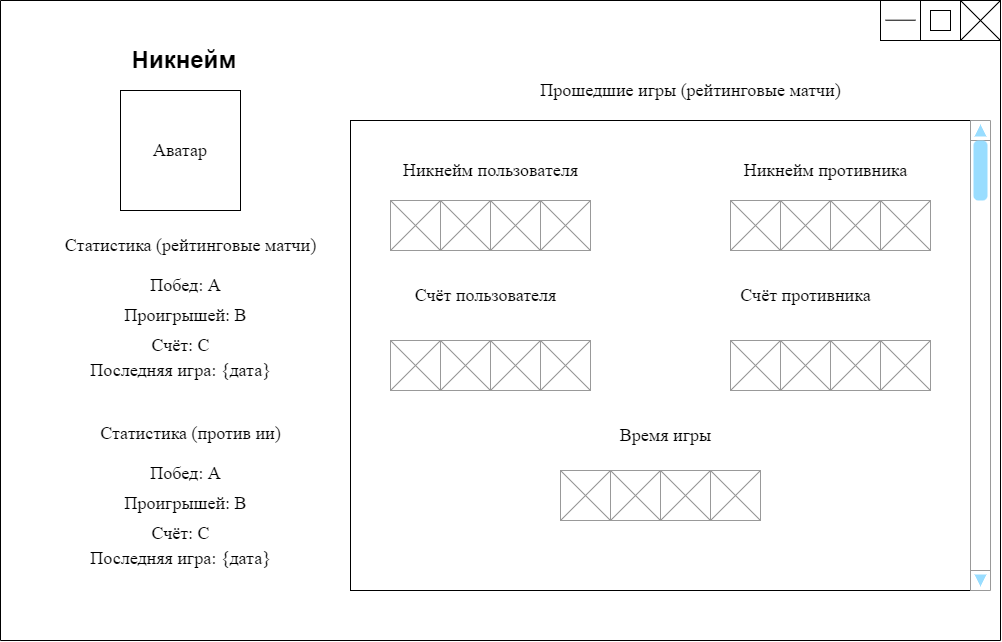 Никнейм
Аватар
Статистика (рейтинговые матчи)
Побед: A
Проигрышей: B
Счёт: C
Последняя игра: {дата}
Статистика (против ии)
Побед: A
Проигрышей: B
Счёт: C
Последняя игра: {дата}
Прошедшие игры (рейтинговые матчи)
Никнейм пользователя
Никнейм противника
Счёт пользователя
Счёт противника
Время игры